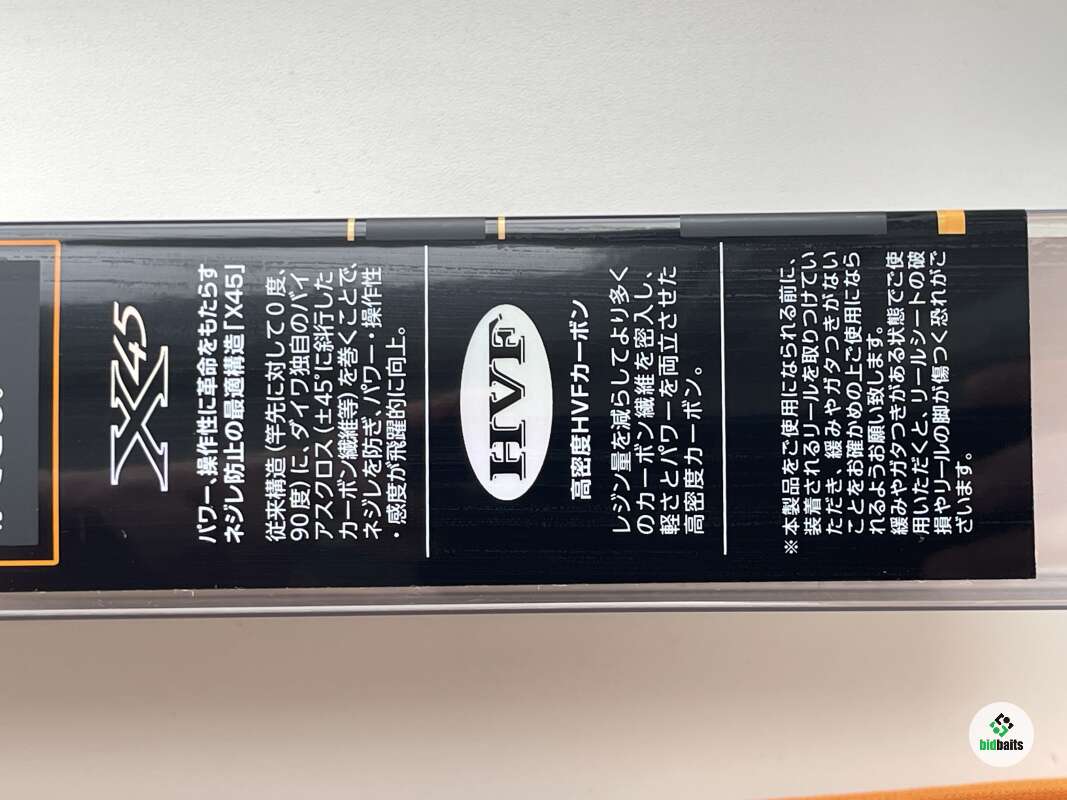 X45
パワー、操作性に革命をもたらす
ネジレ防止の最適構造「X45」
従来構造（竿先に対して0度、
90度）に、ダイワ独自のバイ
アスクロス（±45°に斜行した
カーボン繊維等）を巻くことで、
ネジレを防ぎ、パワー・操作性
・感度が飛躍的に向上。
HVF
高密度HVFカーボン
レジン量を減らしてより多く
のカーボン繊維を密入し、
軽さとパワーを両立させた
高密度カーボン。
※本製品をご使用になられる前に、
装着されるリールを取りつけてい
ただき、緩みやガタつきがない
ことをお確かめの上ご使用になら
れるようお願い致します。
緩みやガタつきがある状態でご使
用いただくと、リールシートの破
損やリールの脚が傷つく恐れがご
ざいます。
bidbaits